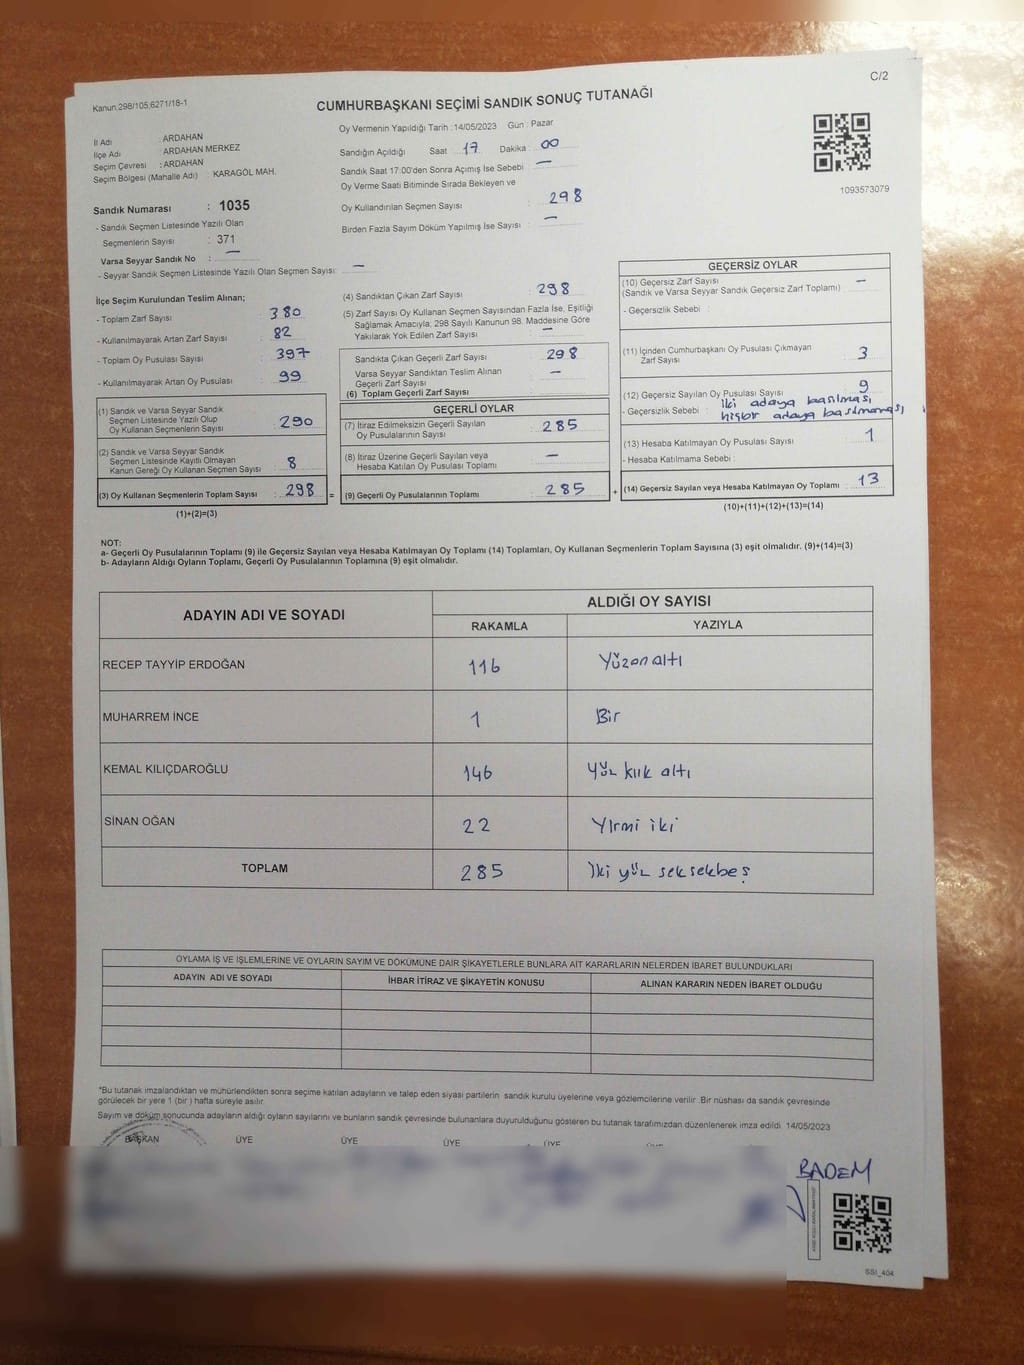 C/2
Kanun.298/105,6271/18-1
CUMHURBAŞKANI SEÇİMİ SANDIK SONUÇ TUTANAĞI
İl Adı : ARDAHAN
İlçe Adı : ARDAHAN MERKEZ
Seçim Çevresi : ARDAHAN
Seçim Bölgesi (Mahalle Adı) : KARAGÖL MAH.
Sandık Numarası : 1035
- Sandık Seçmen Listesinde Yazılı Olan
Seçmenlerin Sayısı : 371
Varsa Seyyar Sandık No : —
- Seyyar Sandık Seçmen Listesinde Yazılı Olan Seçmen Sayısı: —
Oy Vermenin Yapıldığı Tarih :14/05/2023 Gün : Pazar
Sandığın Açıldığı Saat 17 Dakika 00
Sandık Saat 17:00'den Sonra Açımış İse Sebebi : —
Oy Verme Saati Bitiminde Sırada Bekleyen ve
Oy Kullandırılan Seçmen Sayısı : 298
Birden Fazla Sayım Döküm Yapılmış İse Sayısı : —
1093573079
İlçe Seçim Kurulundan Teslim Alınan;
- Toplam Zarf Sayısı : 380
- Kullanılmayarak Artan Zarf Sayısı : 82
- Toplam Oy Pusulası Sayısı : 397
- Kullanılmayarak Artan Oy Pusulası : 99
(1) Sandık ve Varsa Seyyar Sandık
Seçmen Listesinde Yazılı Olup
Oy Kullanan Seçmenlerin Sayısı : 290
(2) Sandık ve Varsa Seyyar Sandık
Seçmen Listesinde Kayıtlı Olmayan
Kanun Gereği Oy Kullanan Seçmen Sayısı : 8
(3) Oy Kullanan Seçmenlerin Toplam Sayısı : 298 =
(1)+(2)=(3)
(4) Sandıktan Çıkan Zarf Sayısı : 298
(5) Zarf Sayısı Oy Kullanan Seçmen Sayısından Fazla İse, Eşitliği
Sağlamak Amacıyla; 298 Sayılı Kanunun 98. Maddesine Göre
Yakılarak Yok Edilen Zarf Sayısı : —
Sandıkta Çıkan Geçerli Zarf Sayısı : 298
Varsa Seyyar Sandıktan Teslim Alınan
Geçerli Zarf Sayısı : —
(6) Toplam Geçerli Zarf Sayısı
GEÇERLİ OYLAR
(7) İtiraz Edilmeksizin Geçerli Sayılan
Oy Pusulalarının Sayısı : 285
(8) İtiraz Üzerine Geçerli Sayılan veya
Hesaba Katılan Oy Pusulası Toplamı : —
(9) Geçerli Oy Pusulalarının Toplamı : 285 +
GEÇERSİZ OYLAR
(10) Geçersiz Zarf Sayısı : —
(Sandık ve Varsa Seyyar Sandık Geçersiz Zarf Toplamı)
- Geçersizlik Sebebi :
(11) İçinden Cumhurbaşkanı Oy Pusulası Çıkmayan
Zarf Sayısı : 3
(12) Geçersiz Sayılan Oy Pusulası Sayısı : 9
- Geçersizlik Sebebi : iki adaya basılması,
hiçbir adaya basılmaması,
(13) Hesaba Katılmayan Oy Pusulası Sayısı : 1
- Hesaba Katılmama Sebebi :
(14) Geçersiz Sayılan veya Hesaba Katılmayan Oy Toplamı : 13
(10)+(11)+(12)+(13)=(14)
NOT:
a- Geçerli Oy Pusulalarının Toplamı (9) ile Geçersiz Sayılan veya Hesaba Katılmayan Oy Toplamı (14) Toplamları, Oy Kullanan Seçmenlerin Toplam Sayısına (3) eşit olmalıdır. (9)+(14)=(3)
b- Adayların Aldığı Oyların Toplamı, Geçerli Oy Pusulalarının Toplamına (9) eşit olmalıdır.
ADAYIN ADI VE SOYADI ALDIĞI OY SAYISI
RAKAMLA YAZIYLA
RECEP TAYYİP ERDOĞAN 116 Yüzonaltı
MUHARREM İNCE 1 Bir
KEMAL KILIÇDAROĞLU 146 yüz kırk altı
SİNAN OĞAN 22 Yirmi iki
TOPLAM 285 İki yüz seksekbeş
OYLAMA İŞ VE İŞLEMLERİNE VE OYLARIN SAYIM VE DÖKÜMÜNE DAİR ŞİKAYETLERLE BUNLARA AİT KARARLARIN NELERDEN İBARET BULUNDUKLARI
ADAYIN ADI VE SOYADI İHBAR İTİRAZ VE ŞİKAYETİN KONUSU ALINAN KARARIN NEDEN İBARET OLDUĞU
*Bu tutanak imzalandıktan ve mühürlendikten sonra seçime katılan adayların ve talep eden siyasi partilerin sandık kurulu üyelerine veya gözlemcilerine verilir. Bir nüshası da sandık çevresinde
görülecek bir yere 1 (bir ) hafta süreyle asılır.
Sayım ve döküm sonucunda adayların aldığı oyların sayılarını ve bunların sandık çevresinde bulunanlara duyurulduğunu gösteren bu tutanak tarafımızdan düzenlenerek imza edildi. 14/05/2023
BAŞKAN ÜYE ÜYE ÜYE ÜYE
BADEM
SSI_404